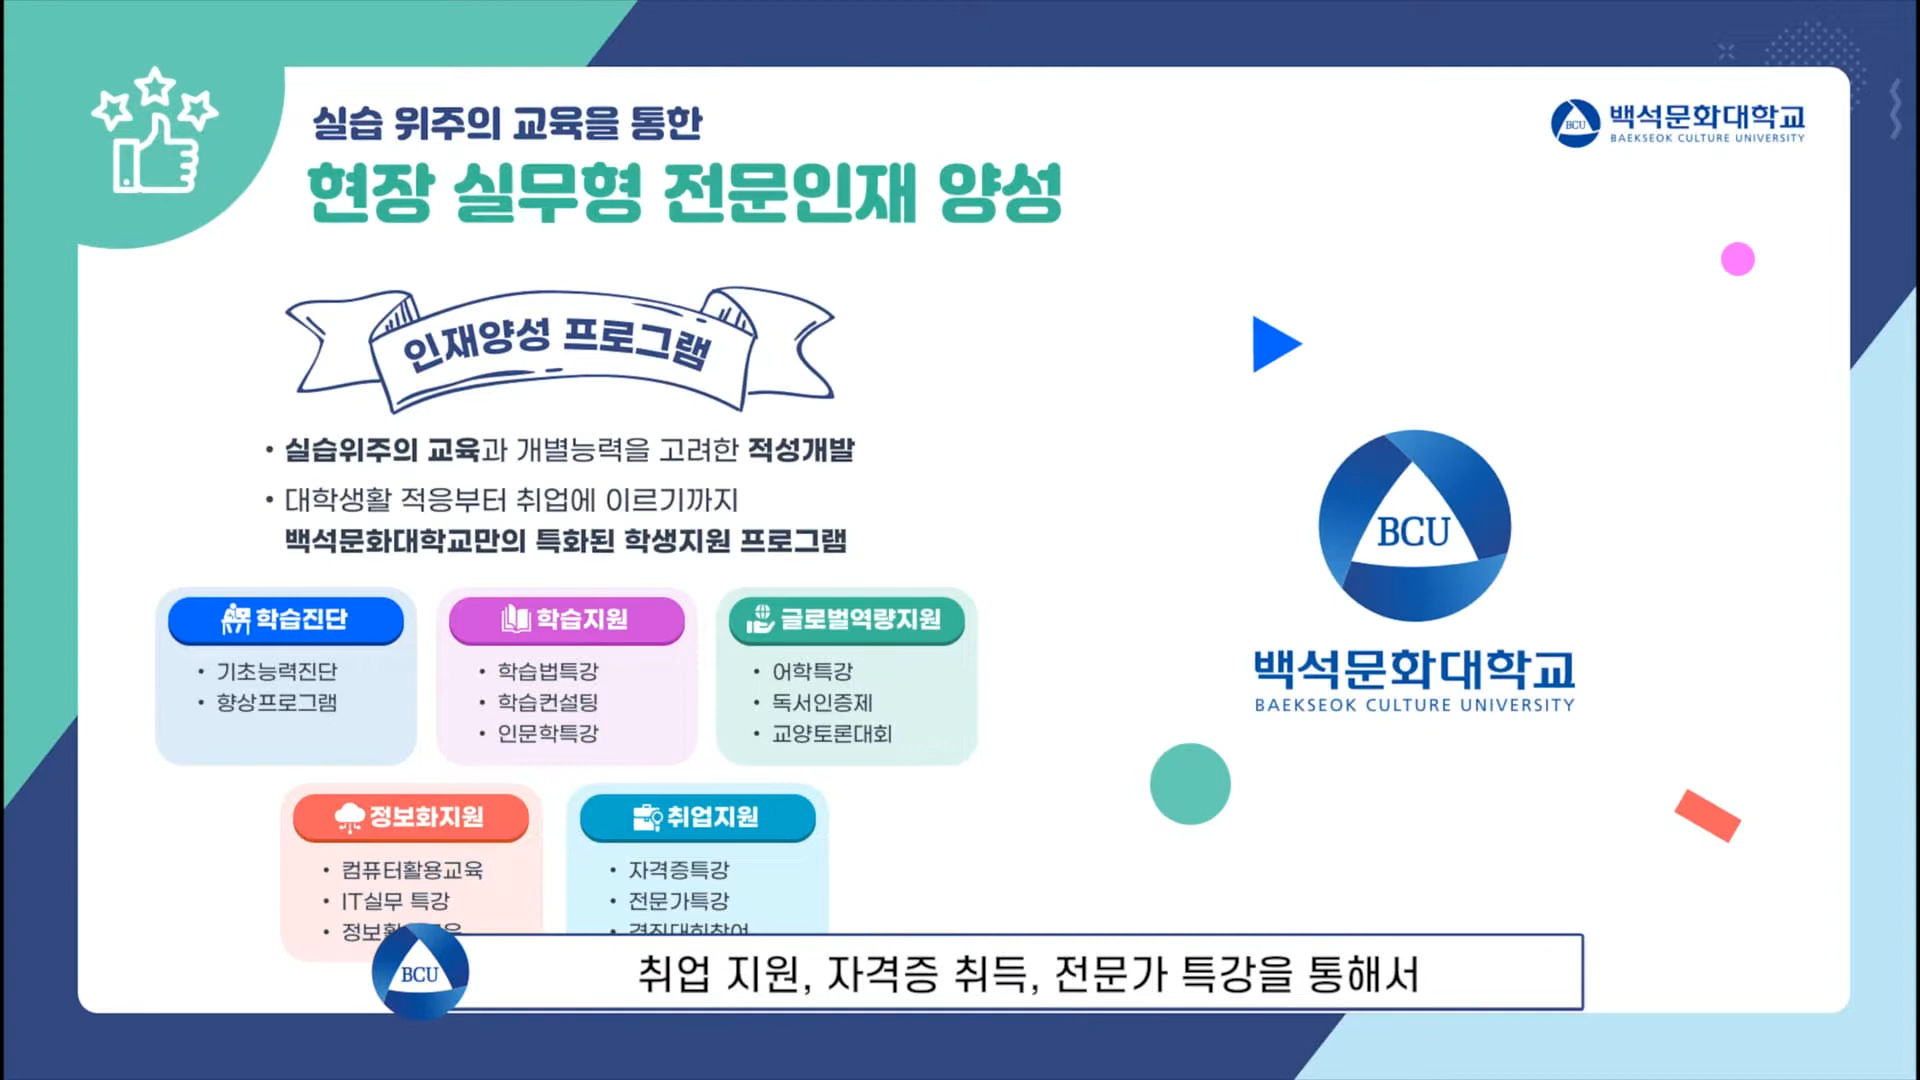 실습 위주의 교육을 통한
현장 실무형 전문인재 양성
BCU 백석문화대학교
BAEKSEOK CULTURE UNIVERSITY
인재양성 프로그램
• 실습위주의 교육과 개별능력을 고려한 적성개발
• 대학생활 적응부터 취업에 이르기까지
백석문화대학교만의 특화된 학생지원 프로그램
BCU
백석문화대학교
BAEKSEOK CULTURE UNIVERSITY
학습진단
• 기초능력진단
• 향상프로그램
학습지원
• 학습법특강
• 학습컨설팅
• 인문학특강
글로벌역량지원
• 어학특강
• 독서인증제
• 교양토론대회
정보화지원
• 컴퓨터활용교육
• IT실무 특강
취업지원
• 자격증특강
• 전문가특강
BCU
취업 지원, 자격증 취득, 전문가 특강을 통해서